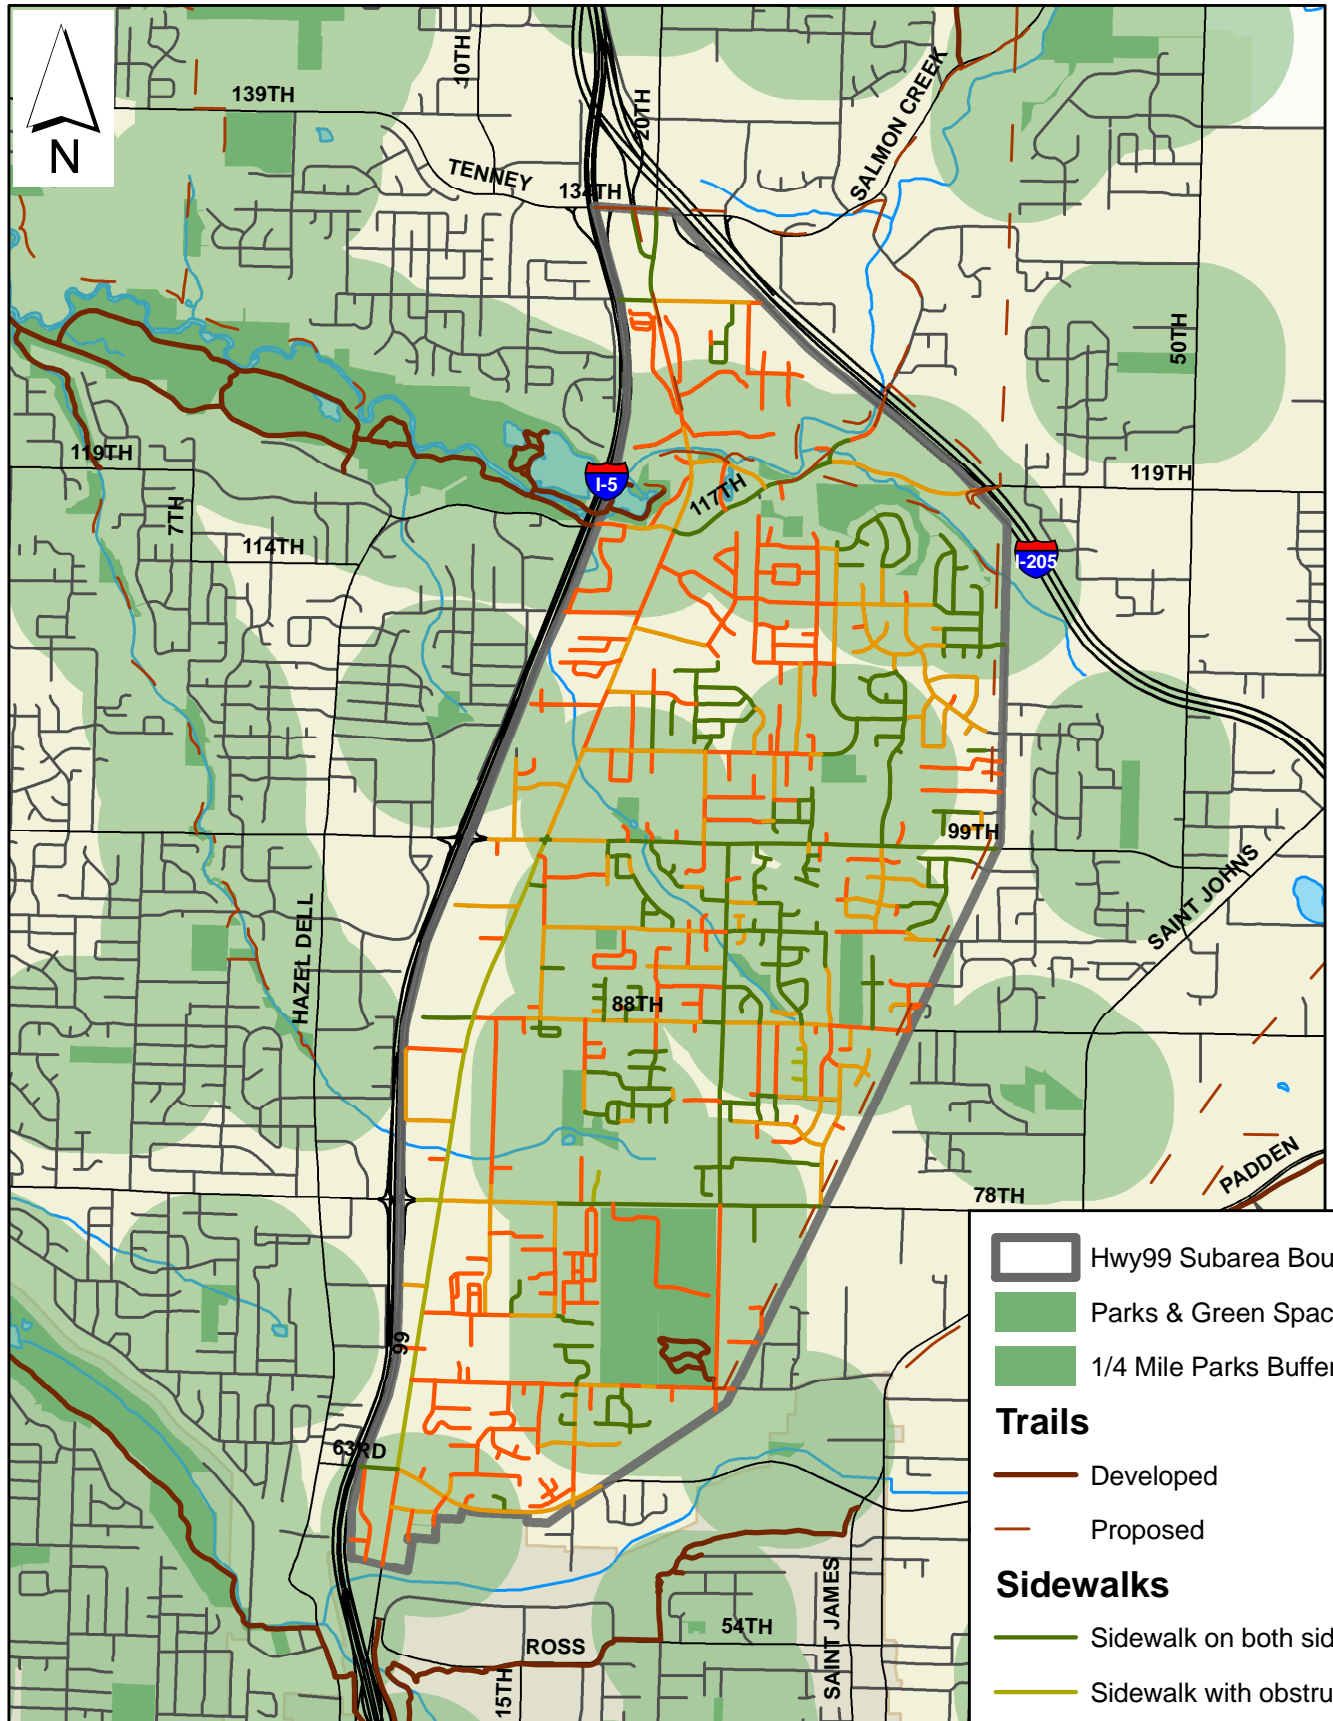 N
139TH
10TH
20TH
SALMON CREEK
TENNEY
134TH
50TH
119TH
7TH
114TH
I-5
117TH
119TH
I-205
99TH
SAINT JOHNS
HAZEL DELL
88TH
PADDEN
78TH
99
63RD
ROSS
54TH
15TH
SAINT JAMES
Hwy99 Subarea Bou
Parks & Green Spac
1/4 Mile Parks Buffer
Trails
Developed
Proposed
Sidewalks
Sidewalk on both sid
Sidewalk with obstru